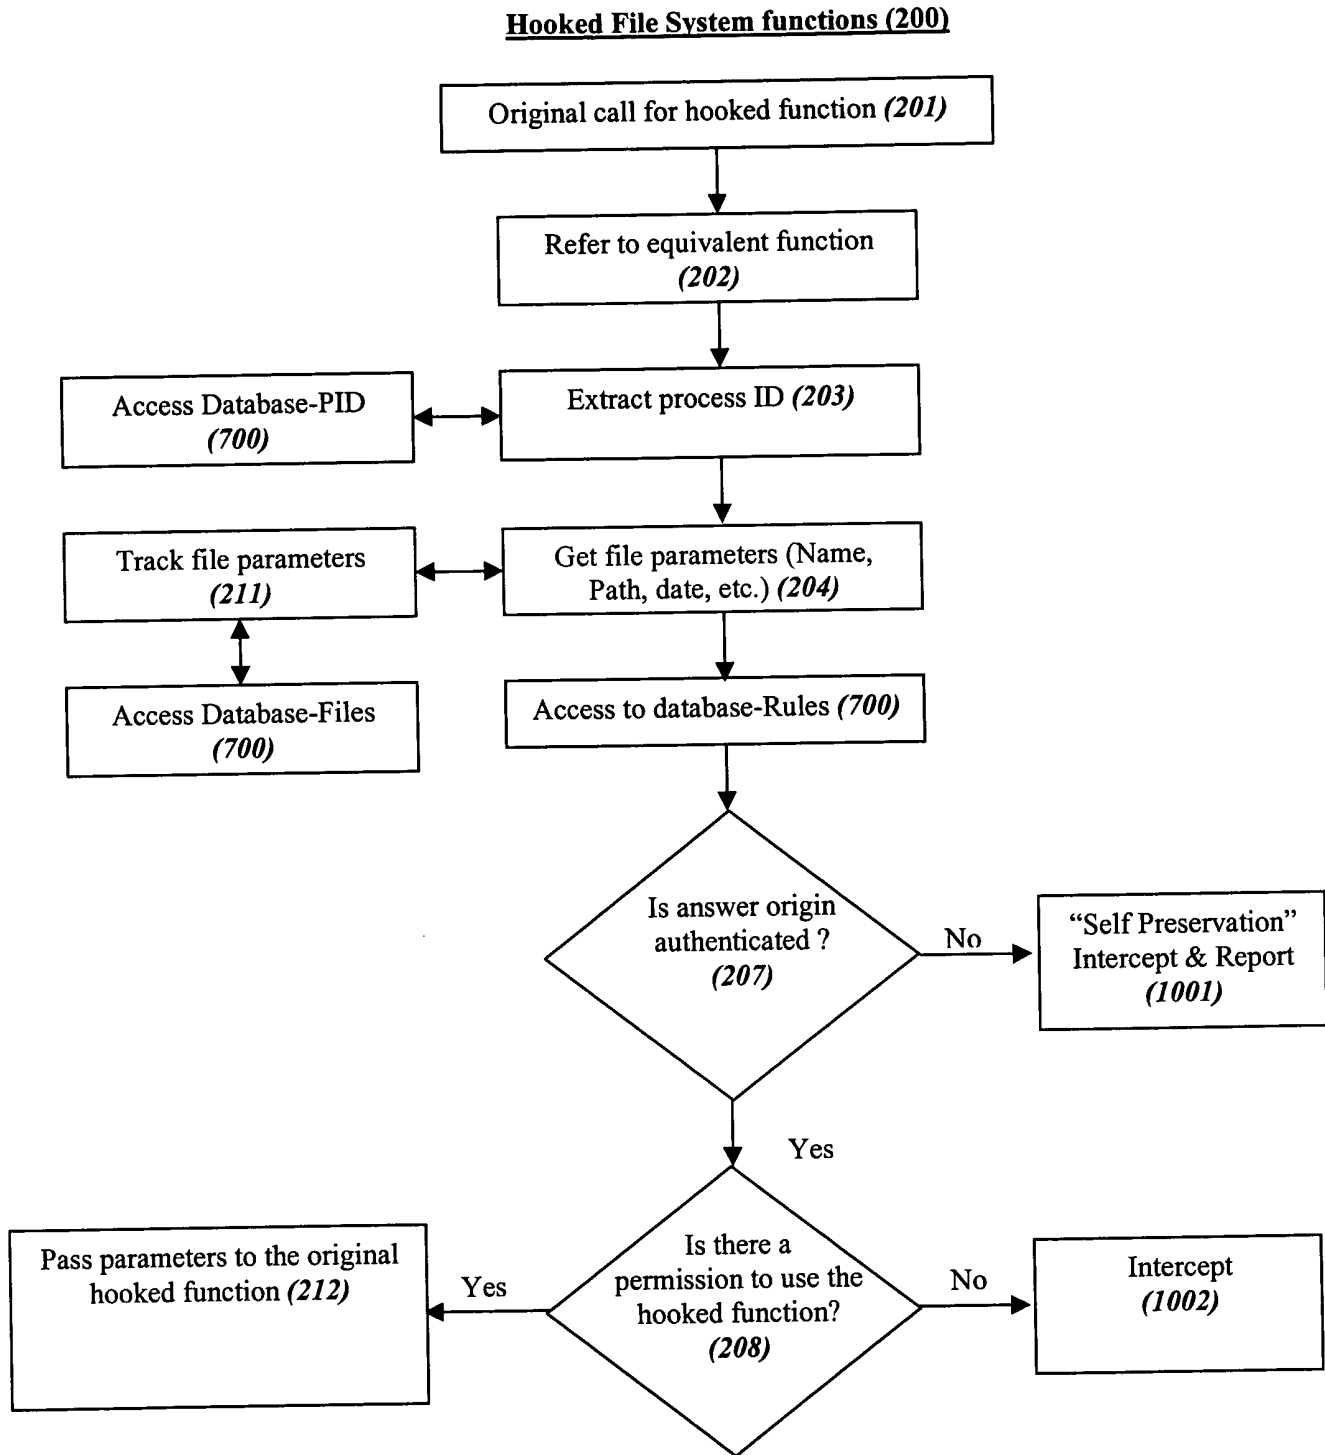 Hooked File System functions (200)
Original call for hooked function (201)
Refer to equivalent function
(202)
Access Database-PID
(700)
Extract process ID (203)
Track file parameters
(211)
Get file parameters (Name,
Path, date, etc.) (204)
Access Database-Files
(700)
Access to database-Rules (700)
Is answer origin
authenticated ?
(207)
No
“Self Preservation”
Intercept & Report
(1001)
Yes
Pass parameters to the original
hooked function (212)
Yes
Is there a
permission to use the
hooked function?
(208)
No
Intercept
(1002)